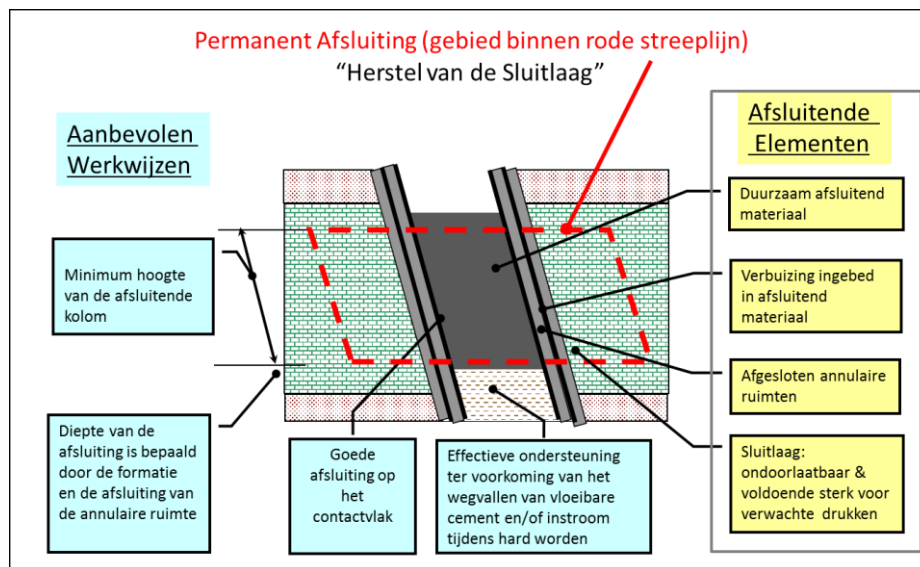 Permanent Afsluiting (gebied binnen rode streeplijn)
“Herstel van de Sluitlaag”
Aanbevolen
Werkwijzen
Minimum hoogte
van de afsluitende
kolom
Diepte van de
afsluiting is bepaald
door de formatie
en de afsluiting van
de annulaire ruimte
Goede
afsluiting op
het
contactvlak
Effectieve ondersteuning
ter voorkoming van het
wegvallen van vloeibare
cement en/of instroom
tijdens hard worden
Afsluitende
Elementen
Duurzaam afsluitend
materiaal
Verbuizing ingebed
in afsluitend
materiaal
Afgesloten annulaire
ruimten
Sluitlaag:
ondoorlaatbaar &
voldoende sterk voor
verwachte drukken